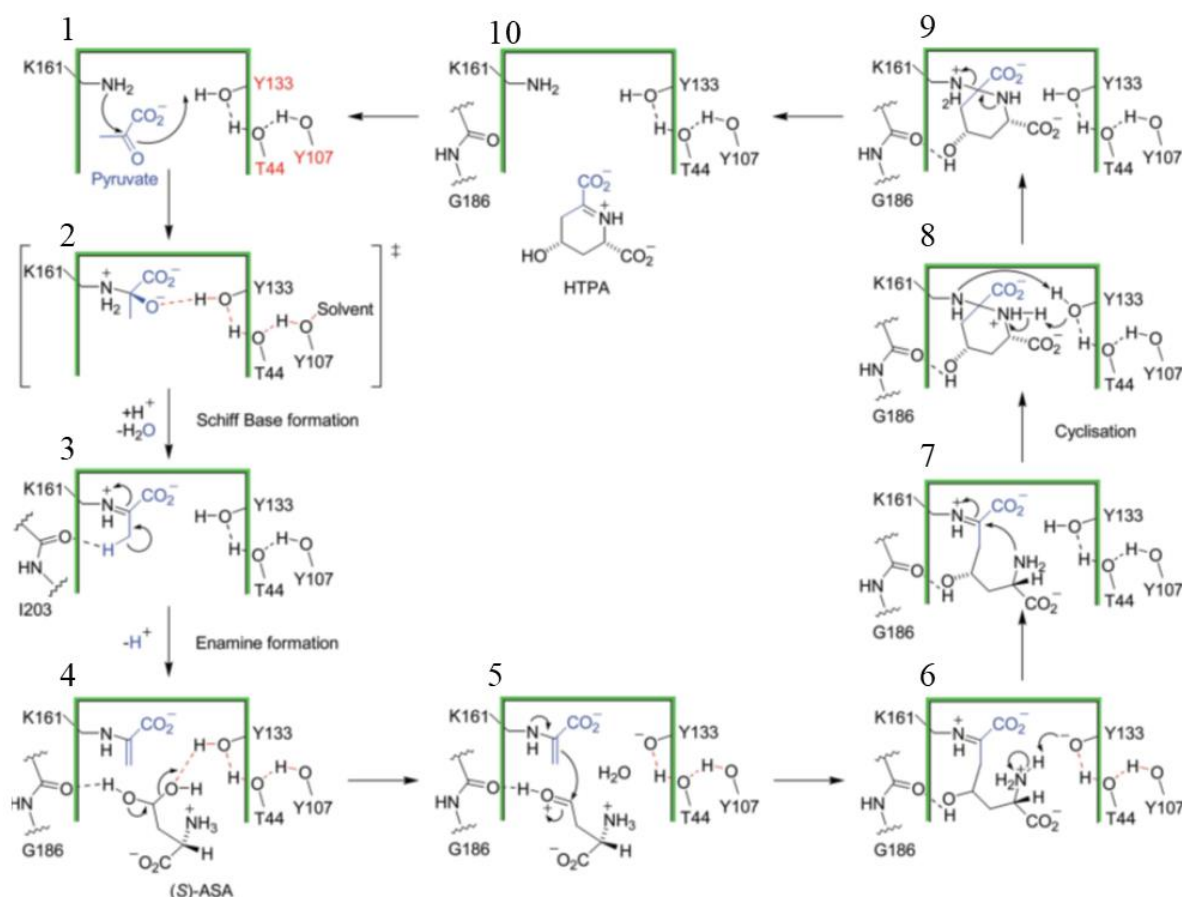 1
K161
NH2
H-O
Y133
CO2-
H
O
H-O
O
Pyruvate
T44
Y107
10
K161
NH2
H-O
Y133
O
H
O
H-O
HN
T44
Y107
G186
CO2-
+
NH
HO
CO2-
HTPA
9
K161
+
N
H2
CO2-
NH
H-O
Y133
O
CO2-
H
O
H-O
HN
O
H
T44
Y107
G186
2
K161
+
N
H2
CO2-
O-
H-O
Y133
‡
Solvent
H
O
H-O
T44
Y107
+H+
-H2O
Schiff Base formation
8
K161
N
H
CO2-
H
O
Y133
+
N-H
O
CO2-
H
O
H-O
HN
O
H
T44
Y107
G186
Cyclisation
3
K161
+
N
H
CO2-
H-O
Y133
O
H
H
O
H-O
HN
T44
Y107
I203
-H+
Enamine formation
7
K161
+
N
H
CO2-
H-O
Y133
NH2
O
H
O
H-O
HN
O
H
H
CO2-
T44
Y107
G186
4
K161
N
H
CO2-
H-O
Y133
O
H
O
O-H
H
O
H-O
HN
+
NH3
T44
Y107
G186
-O2C
H
(S)-ASA
5
K161
N
H
CO2-
-O
Y133
H2O
O
H
O
+
H
O
H-O
HN
+
NH3
T44
Y107
G186
-O2C
H
6
K161
+
N
H
CO2-
H
-O
Y133
H2N
+
O
H
O
H-O
HN
O
H
H
CO2-
T44
Y107
G186